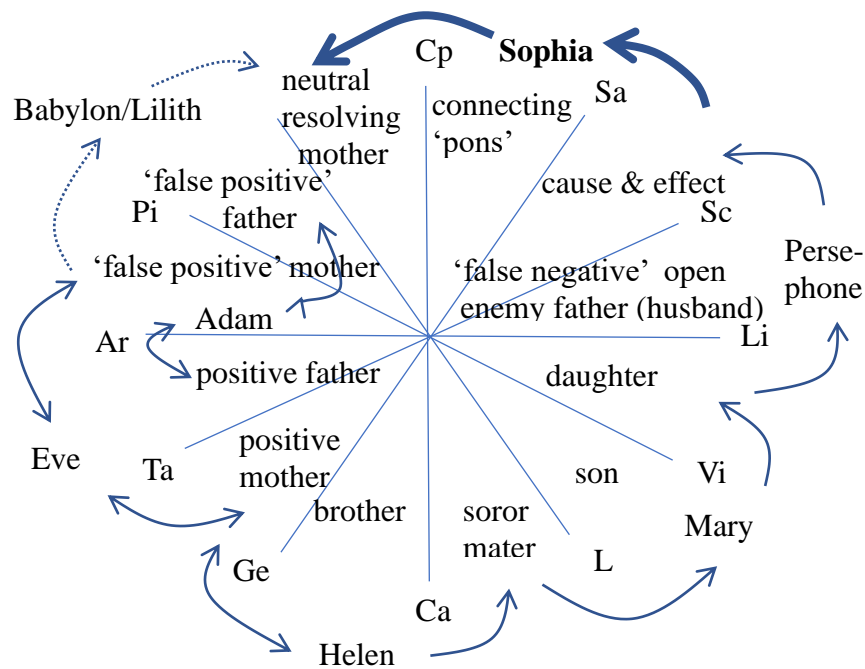 Cp
Sophia
neutral
resolving
mother
connecting
‘pons’
Sa
Babylon/Lilith
‘false positive’
father
Pi
cause & effect
Sc
‘false positive’ mother
‘false negative’ open
enemy father (husband)
Perse-
phone
Adam
Ar
Li
positive father
daughter
Eve
Ta
positive
mother
son
Vi
brother
soror
mater
Mary
Ge
L
Ca
Helen